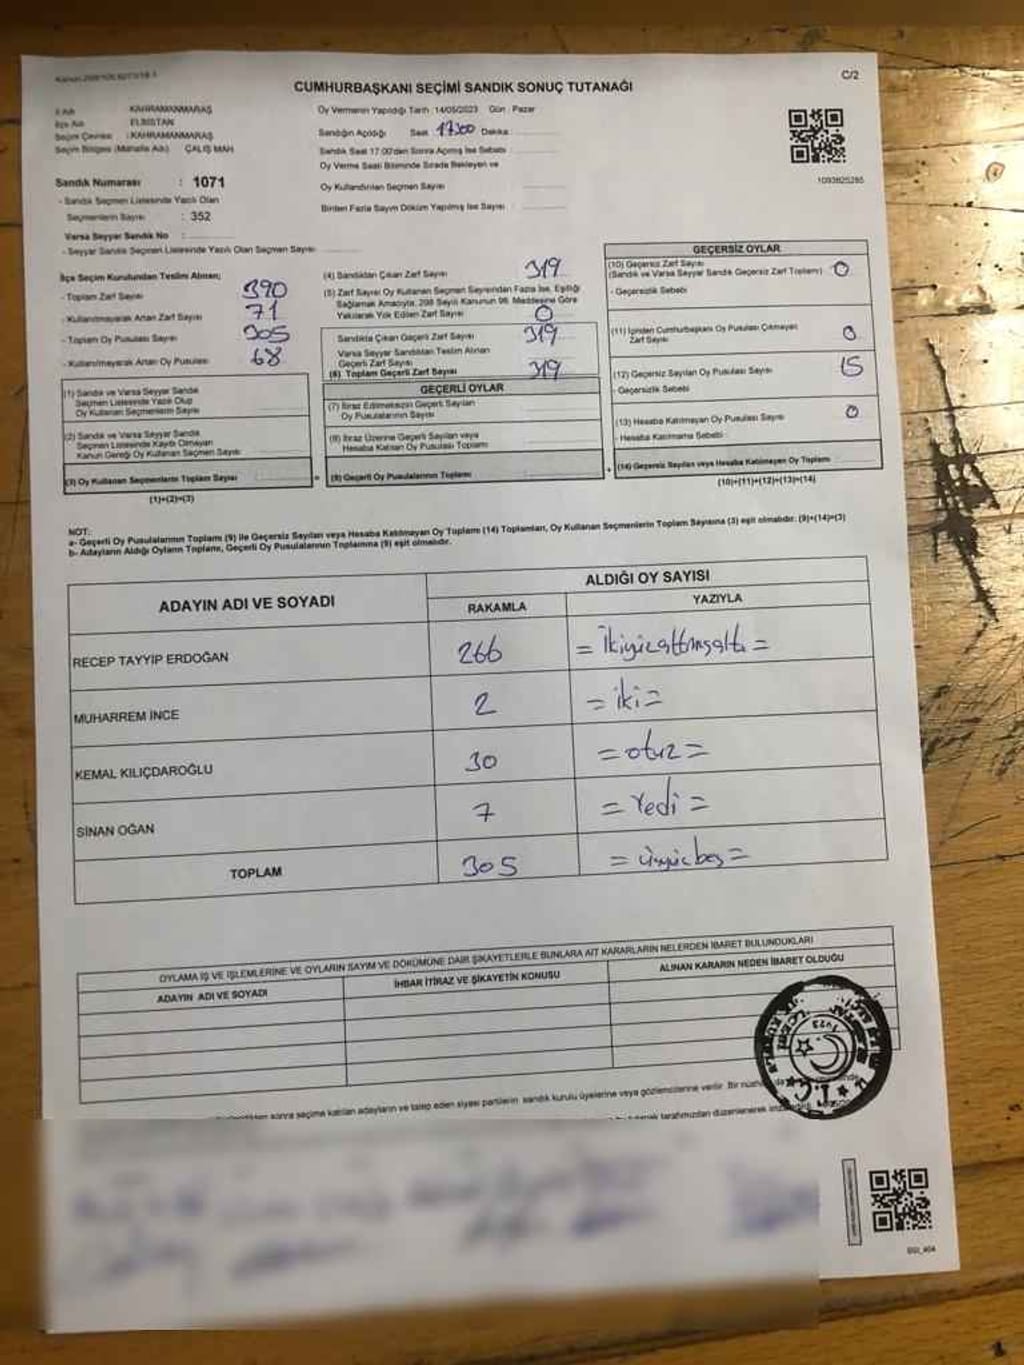 C/2
CUMHURBAŞKANI SEÇİMİ SANDIK SONUÇ TUTANAĞI
İl Adı : KAHRAMANMARAŞ
İlçe Adı : ELBİSTAN
Seçim Çevresi : KAHRAMANMARAŞ
Seçim Bölgesi (Mahalle Adı) ÇALIŞ MAH
Sandık Numarası : 1071
- Sandık Seçmen Listesinde Yazılı Olan
Seçmenlerin Sayısı : 352
Varsa Seyyar Sandık No :
- Seyyar Sandık Seçmen Listesinde Yazılı Olan Seçmen Sayısı:
Oy Vermenin Yapıldığı Tarih : 14/05/2023 Gün : Pazar
Sandığın Açıldığı Saat 17:00 Dakika
Sandık Saat 17:00'dan Sonra Açılmış İse Sebebi :
Oy Verme Saati Bitiminde Sırada Bekleyen ve
Oy Kullandırılan Seçmen Sayısı
Birden Fazla Sayım Döküm Yapılmış İse Sayısı :
1093825285
İlçe Seçim Kurulundan Teslim Alınan;
- Toplam Zarf Sayısı 390
- Kullanılmayarak Artan Zarf Sayısı 71
- Toplam Oy Pusulası Sayısı 305
- Kullanılmayarak Artan Oy Pusulası 68
(1) Sandık ve Varsa Seyyar Sandık
Seçmen Listesinde Yazılı Olup
Oy Kullanan Seçmenlerin Sayısı
(2) Sandık ve Varsa Seyyar Sandık
Seçmen Listesinde Kaydı Olmayan
Kanun Gereği Oy Kullanan Seçmen Sayısı
(3) Oy Kullanan Seçmenlerin Toplam Sayısı
(1)+(2)=(3)
(4) Sandıktan Çıkan Zarf Sayısı 319
(5) Zarf Sayısı Oy Kullanan Seçmen Sayısından Fazla İse, Eşitliği
Sağlamak Amacıyla, 298 Sayılı Kanunun 98. Maddesine Göre
Yakılarak Yok Edilen Zarf Sayısı 0
Sandıkta Çıkan Geçerli Zarf Sayısı 319
Varsa Seyyar Sandıktan Teslim Alınan
Geçerli Zarf Sayısı
(6) Toplam Geçerli Zarf Sayısı 319
GEÇERLİ OYLAR
(7) İtiraz Edilmeksizin Geçerli Sayılan
Oy Pusulalarının Sayısı
(8) İtiraz Üzerine Geçerli Sayılan veya
Hesaba Katılan Oy Pusulası Toplamı
(9) Geçerli Oy Pusulalarının Toplamı
GEÇERSİZ OYLAR
(10) Geçersiz Zarf Sayısı
(Sandık ve Varsa Seyyar Sandık Geçersiz Zarf Toplamı) 0
- Geçersizlik Sebebi
(11) İçinden Cumhurbaşkanı Oy Pusulası Çıkmayan
Zarf Sayısı 0
(12) Geçersiz Sayılan Oy Pusulası Sayısı 15
- Geçersizlik Sebebi
(13) Hesaba Katılmayan Oy Pusulası Sayısı 0
- Hesaba Katılmama Sebebi
(14) Geçersiz Sayılan veya Hesaba Katılmayan Oy Toplamı
(10)+(11)+(12)+(13)=(14)
NOT:
a- Geçerli Oy Pusulalarının Toplamı (9) ile Geçersiz Sayılan veya Hesaba Katılmayan Oy Toplamı (14) Toplamları, Oy Kullanan Seçmenlerin Toplam Sayısına (3) eşit olmalıdır. (9)+(14)=(3)
b- Adayların Aldığı Oyların Toplamı, Geçerli Oy Pusulalarının Toplamına (9) eşit olmalıdır.
ADAYIN ADI VE SOYADI
ALDIĞI OY SAYISI
RAKAMLA YAZIYLA
RECEP TAYYIP ERDOĞAN 266 = İkiyüzaltmışaltı =
MUHARREM İNCE 2 = iki =
KEMAL KILIÇDAROĞLU 30 = otuz =
SİNAN OĞAN 7 = Yedi =
TOPLAM 305 = üçyüzbeş =
OYLAMA İŞ VE İŞLEMLERİNE VE OYLARIN SAYIM VE DÖKÜMÜNE DAİR ŞİKAYETLERLE BUNLARA AİT KARARLARIN NELERDEN İBARET BULUNDUKLARI
ADAYIN ADI VE SOYADI İHBAR İTİRAZ VE ŞİKAYETİN KONUSU ALINAN KARARIN NEDEN İBARET OLDUĞU
sonra seçime katılan adayların ve talep eden siyasi partilerin sandık kurulu üyelerine veya gözlemcilerine verilir. Bir
tarafımızdan düzenlenerek
T.C.